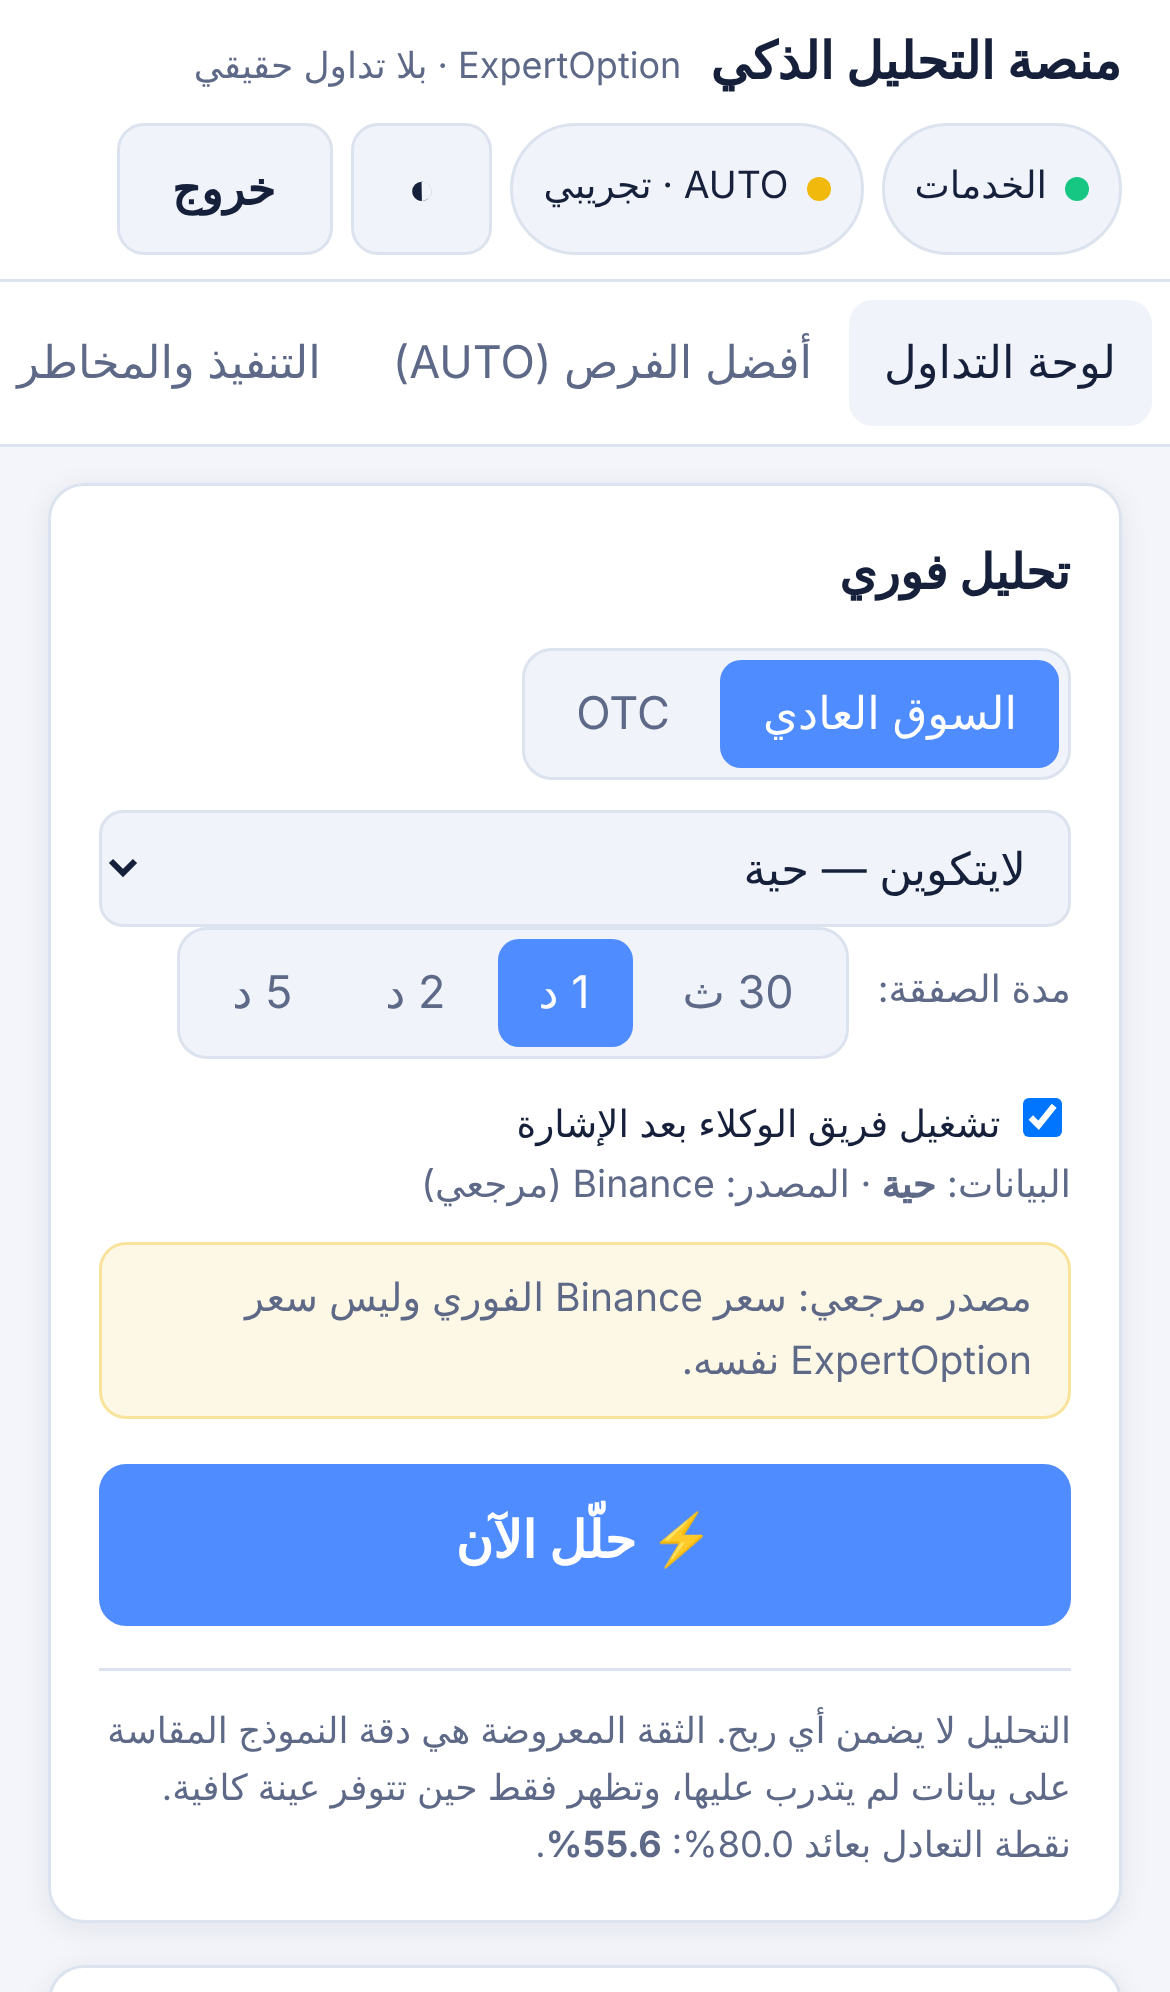 منصة التحليل الذكي ExpertOption · بلا تداول حقيقي
الخدمات
AUTO · تجريبي
خروج
لوحة التداول
أفضل الفرص (AUTO)
التنفيذ والمخاطر
تحليل فوري
السوق العادي OTC
لايتكوين — حية
مدة الصفقة: 30 ث 1 د 2 د 5 د
تشغيل فريق الوكلاء بعد الإشارة
البيانات: حية · المصدر: Binance (مرجعي)
مصدر مرجعي: سعر Binance الفوري وليس سعر
ExpertOption نفسه.
⚡ حلّل الآن
التحليل لا يضمن أي ربح. الثقة المعروضة هي دقة النموذج المقاسة
على بيانات لم يتدرب عليها، وتظهر فقط حين تتوفر عينة كافية.
نقطة التعادل بعائد 80.0%: 55.6%.